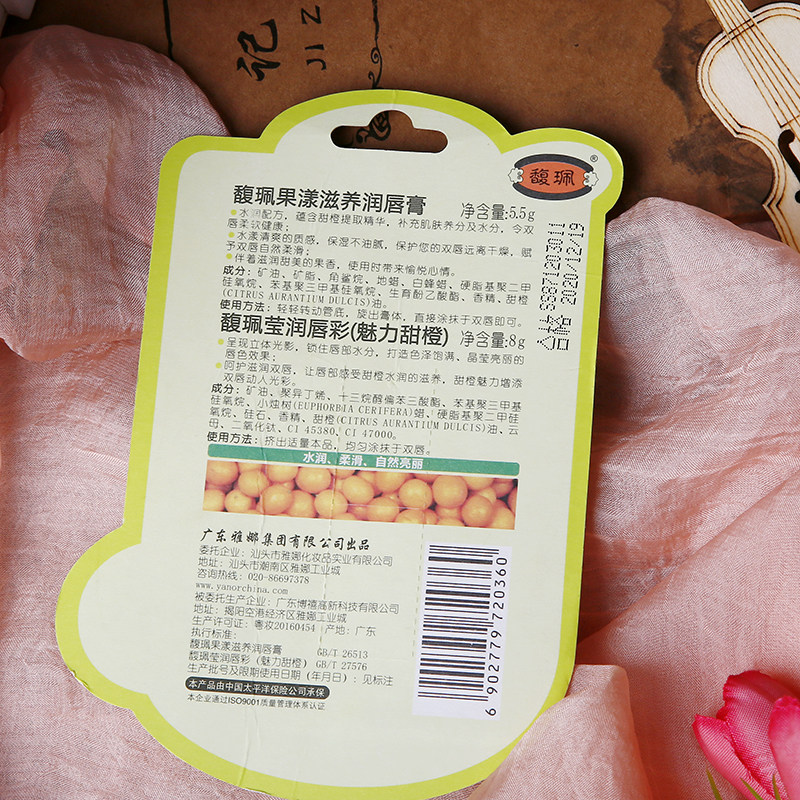 记
JIZ
馥珮
®
馥珮果漾滋养润唇膏 净含量:5.5g
●水润配方，蕴含甜橙提取精华，补充肌肤养分及水分，令双
唇柔软健康；
●水漾清爽的质感，保湿不油腻，保护您的双唇远离干燥，赋
予双唇自然柔滑；
●伴着滋润甜美的果香，使用时带来愉悦心情。
成分：矿油、矿脂、角鲨烷、地蜡、白蜂蜡、硬脂基聚二甲
硅氧烷、苯基聚三甲基硅氧烷、生育酚乙酸酯、香精、甜橙
(CITRUS AURANTIUM DULCIS)油。
使用方法：轻轻转动管底，旋出膏体，直接涂抹于双唇即可。
馥珮莹润唇彩(魅力甜橙) 净含量:8g
●呈现立体光影，锁住唇部水分，打造色泽饱满、晶莹亮丽的
唇色效果；
●呵护滋润双唇，让唇部感受甜橙水润的滋养，甜橙魅力增添
双唇动人光彩。
成分：矿油、聚异丁烯、十三烷醇偏苯三酸酯、苯基聚三甲基
硅氧烷、小烛树(EUPHORBIA CERIFERA)蜡、硬脂基二甲硅
氧烷、硅石、香精、甜橙(CITRUS AURANTIUM DULCIS)油、云
母、二氧化钛、CI 45380、CI 47000。
使用方法：挤出适量本品，均匀涂抹于双唇。
合格 SS871203011
2020/12/19
水润、柔滑、自然亮丽
广东雅娜集团有限公司出品
委托企业：汕头市雅娜化妆品实业有限公司
地址：汕头市潮南区雅娜工业城
咨询热线：020-86697378
www.yanorchina.com
被委托生产企业：广东博禧高新科技有限公司
地址：揭阳空港经济区雅娜工业城
生产许可证：粤妆20160454 产地：广东
执行标准：
馥珮果漾滋养润唇膏 GB/T 26513
馥珮莹润唇彩（魅力甜橙） GB/T 27576
生产批号及限期使用日期（年月日）：见标注
本产品由中国太平洋保险公司承保
本企业通过ISO9001质量管理体系认证
6 902779 720360